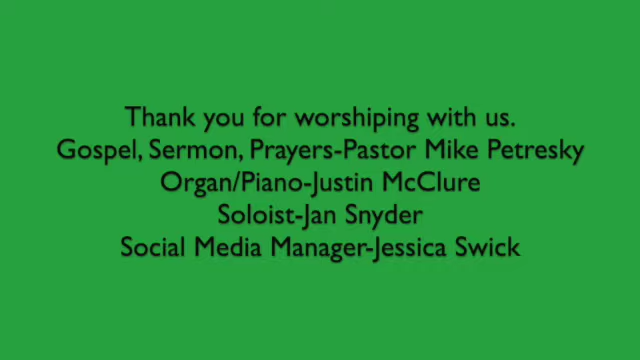 Thank you for worshiping with us.
Gospel, Sermon, Prayers-Pastor Mike Petresky
Organ/Piano-Justin McClure
Soloist-Jan Snyder
Social Media Manager-Jessica Swick